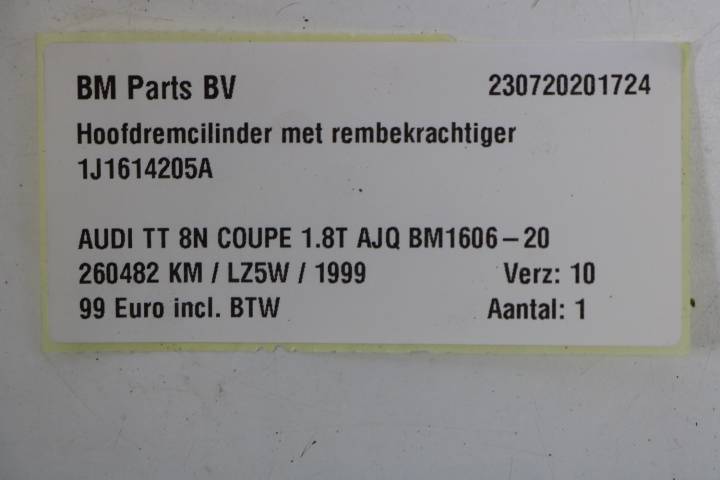 BM Parts BV 230720201724
Hoofdremcilinder met rembekrachtiger
1J1614205A
AUDI TT 8N COUPE 1.8T AJQ BM1606-20
260482 KM / LZ5W / 1999 Verz: 10
99 Euro incl. BTW Aantal: 1